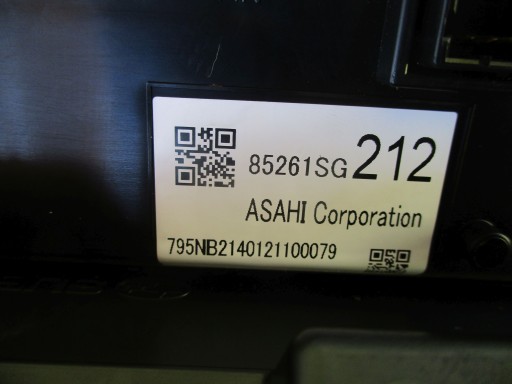 85261SG 212
ASAHI Corporation
795NB2140121100079